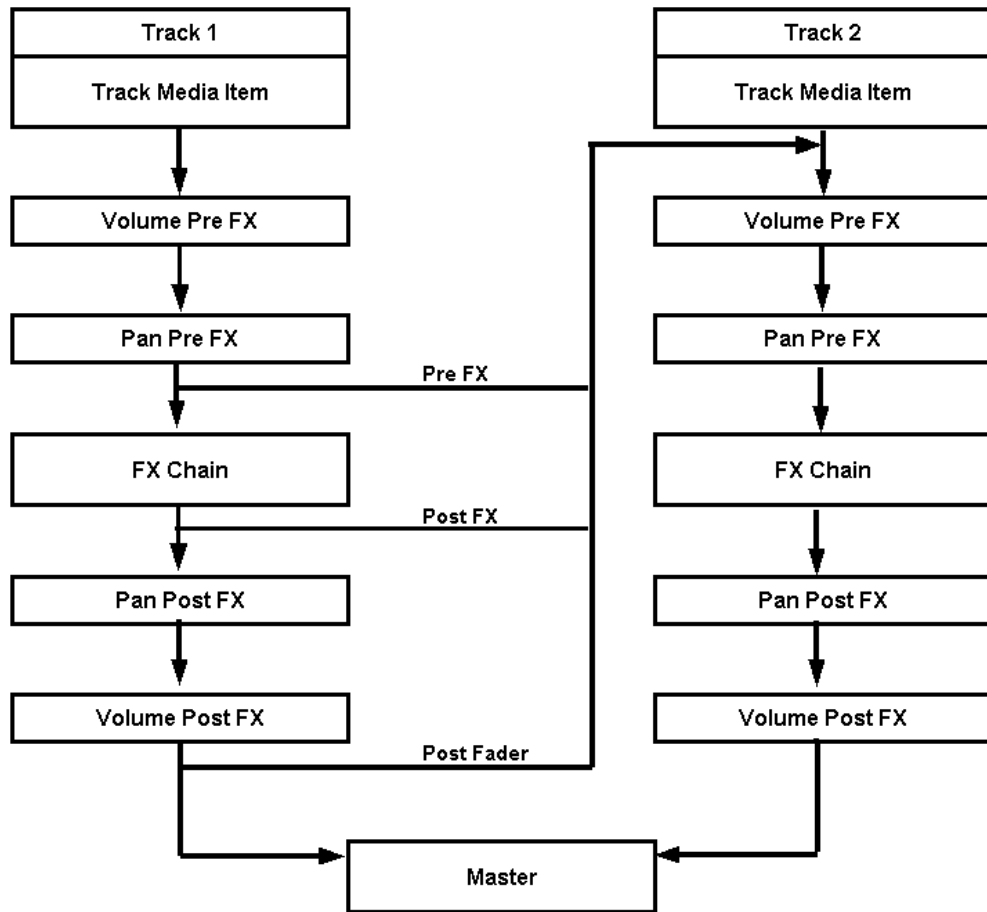 Track 1
Track Media Item
Volume Pre FX
Pan Pre FX
FX Chain
Pan Post FX
Volume Post FX
Pre FX
Post FX
Post Fader
Track 2
Track Media Item
Volume Pre FX
Pan Pre FX
FX Chain
Pan Post FX
Volume Post FX
Master